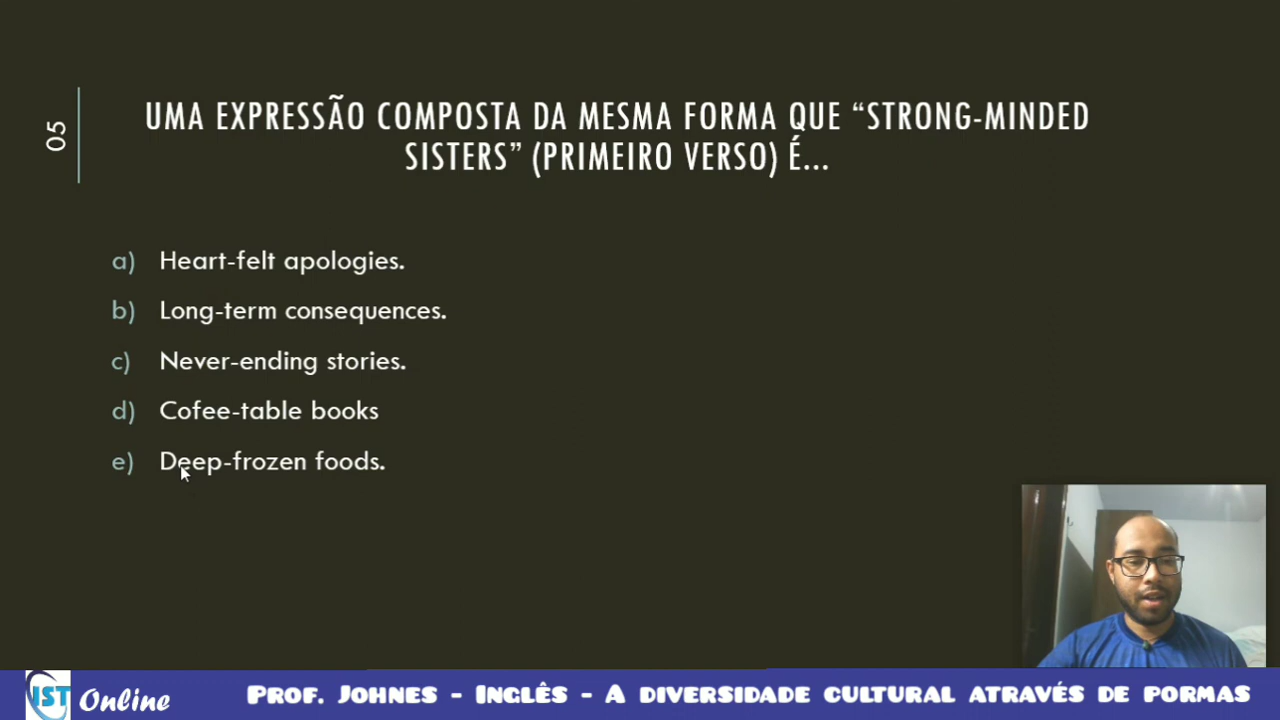 05
UMA EXPRESSÃO COMPOSTA DA MESMA FORMA QUE “STRONG-MINDED
SISTERS” (PRIMEIRO VERSO) É...
a) Heart-felt apologies.
b) Long-term consequences.
c) Never-ending stories.
d) Cofee-table books
e) Deep-frozen foods.
IST Online
PROF. JOHNES - INGLÊS - A DIVERSIDADE CULTURAL ATRAVÉS DE PORMAS